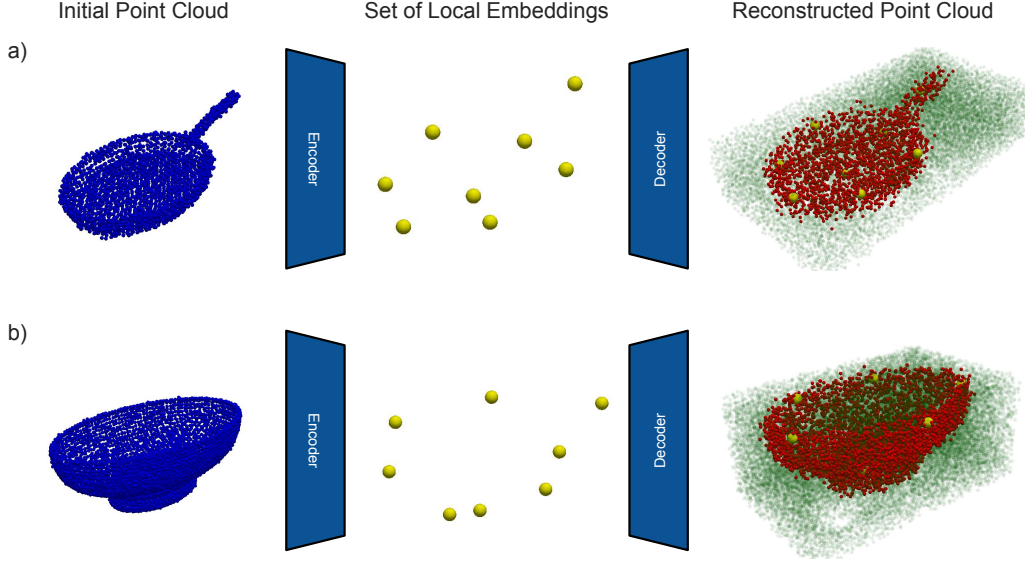 Initial Point Cloud
Set of Local Embeddings
Reconstructed Point Cloud
a)
Encoder
Decoder
b)
Encoder
Decoder